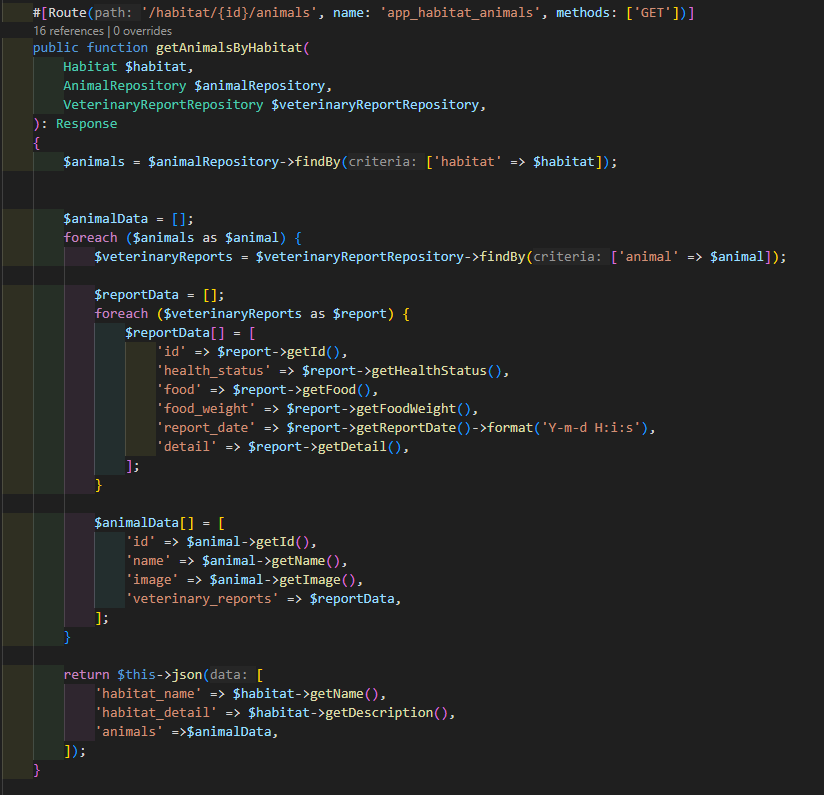 #[Route(path: '/habitat/{id}/animals', name: 'app_habitat_animals', methods: ['GET'])]
16 references | 0 overrides
public function getAnimalsByHabitat(
Habitat $habitat,
AnimalRepository $animalRepository,
VeterinaryReportRepository $veterinaryReportRepository,
): Response
{
$animals = $animalRepository->findBy(criteria: ['habitat' => $habitat]);
$animalData = [];
foreach ($animals as $animal) {
$veterinaryReports = $veterinaryReportRepository->findBy(criteria: ['animal' => $animal]);
$reportData = [];
foreach ($veterinaryReports as $report) {
$reportData[] = [
'id' => $report->getId(),
'health_status' => $report->getHealthStatus(),
'food' => $report->getFood(),
'food_weight' => $report->getFoodWeight(),
'report_date' => $report->getReportDate()->format('Y-m-d H:i:s'),
'detail' => $report->getDetail(),
];
}
$animalData[] = [
'id' => $animal->getId(),
'name' => $animal->getName(),
'image' => $animal->getImage(),
'veterinary_reports' => $reportData,
];
}
return $this->json(data: [
'habitat_name' => $habitat->getName(),
'habitat_detail' => $habitat->getDescription(),
'animals' =>$animalData,
]);
}